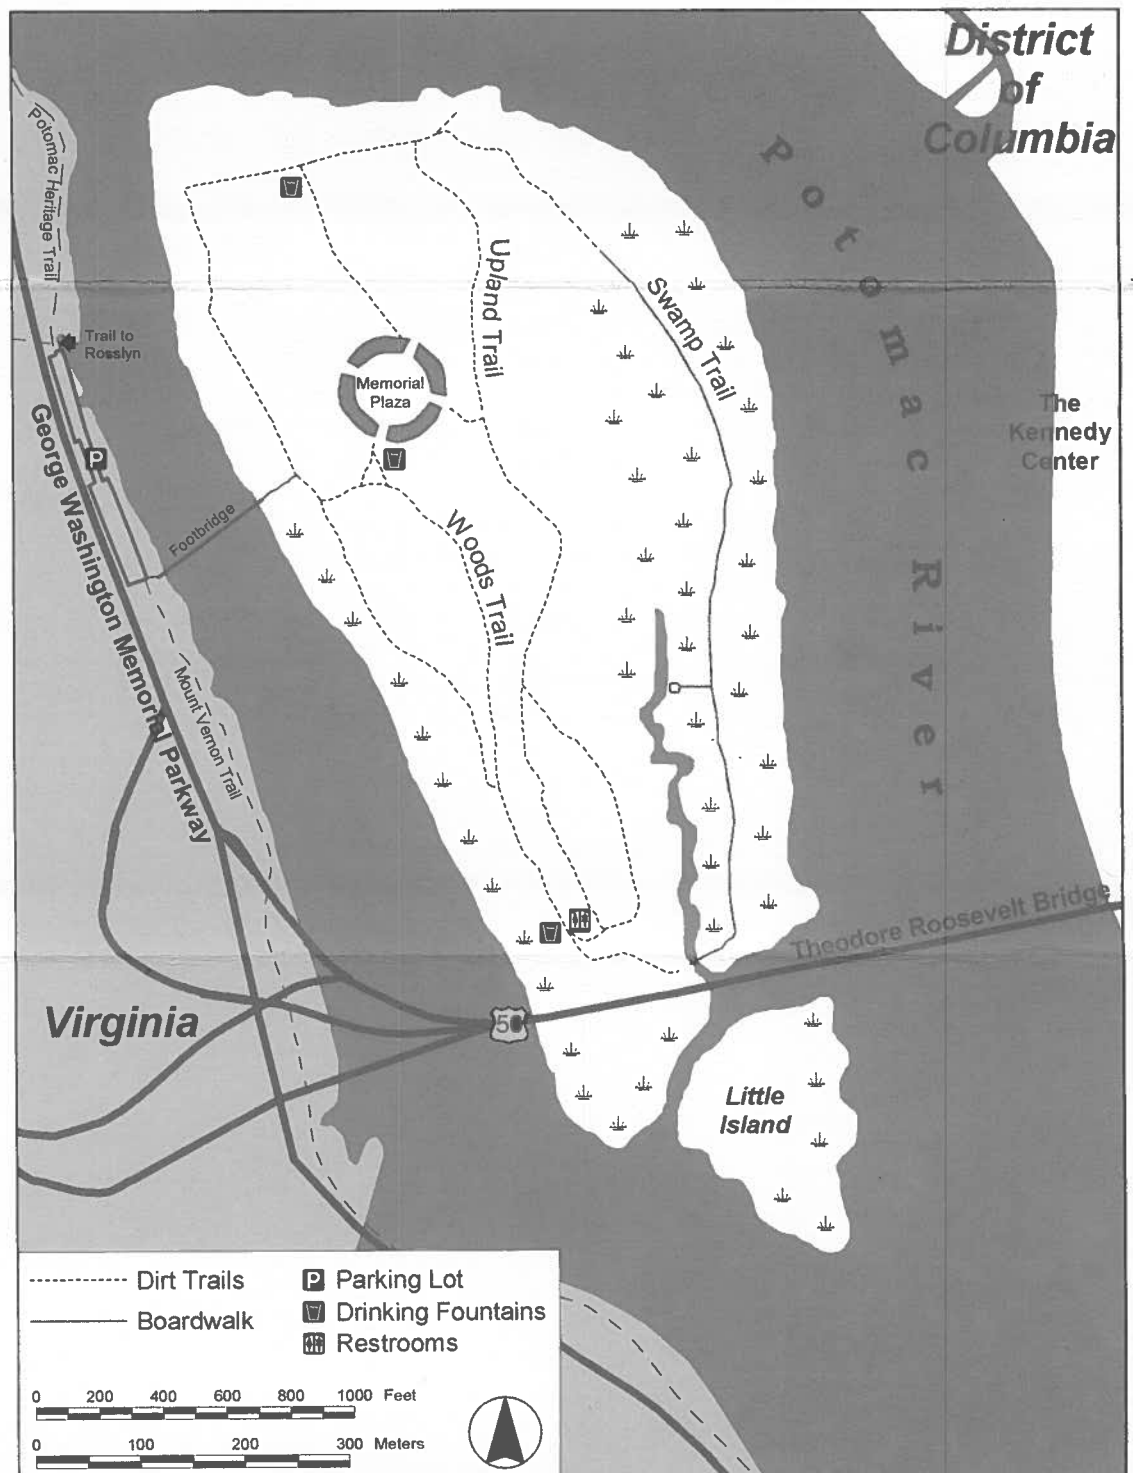 District
of
Columbia
Potomac Heritage Trail
Potomac River
Upland Trail
Swamp Trail
Trail to
Rosslyn
Memorial
Plaza
The
Kennedy
Center
P
George Washington Memorial Parkway
Footbridge
Woods Trail
Mount Vernon Trail
Theodore Roosevelt Bridge
Virginia
50
Little
Island
Dirt Trails
Boardwalk
P Parking Lot
Drinking Fountains
Restrooms
0 200 400 600 800 1000 Feet
0 100 200 300 Meters